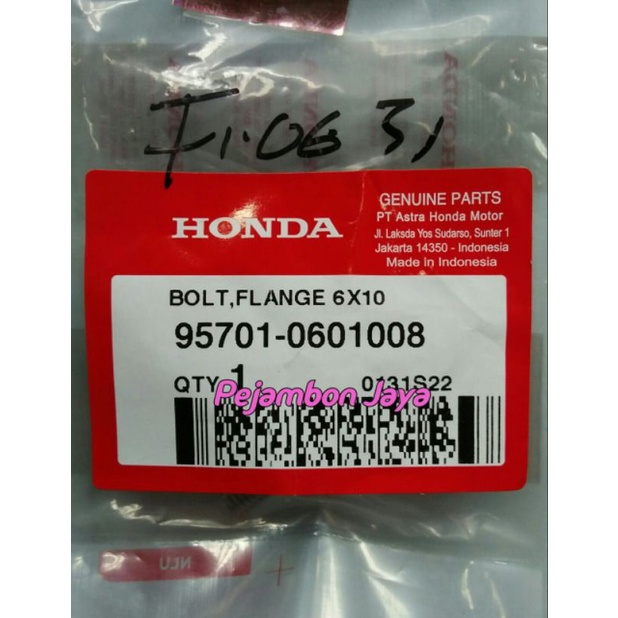 F1.06 31
HONDA
GENUINE PARTS
PT Astra Honda Motor
Jl. Laksda Yos Sudarso, Sunter 1
Jakarta 14350 - Indonesia
Made in Indonesia
BOLT,FLANGE 6X10
95701-0601008
QTY 1
0131S22
Pejambon Jaya